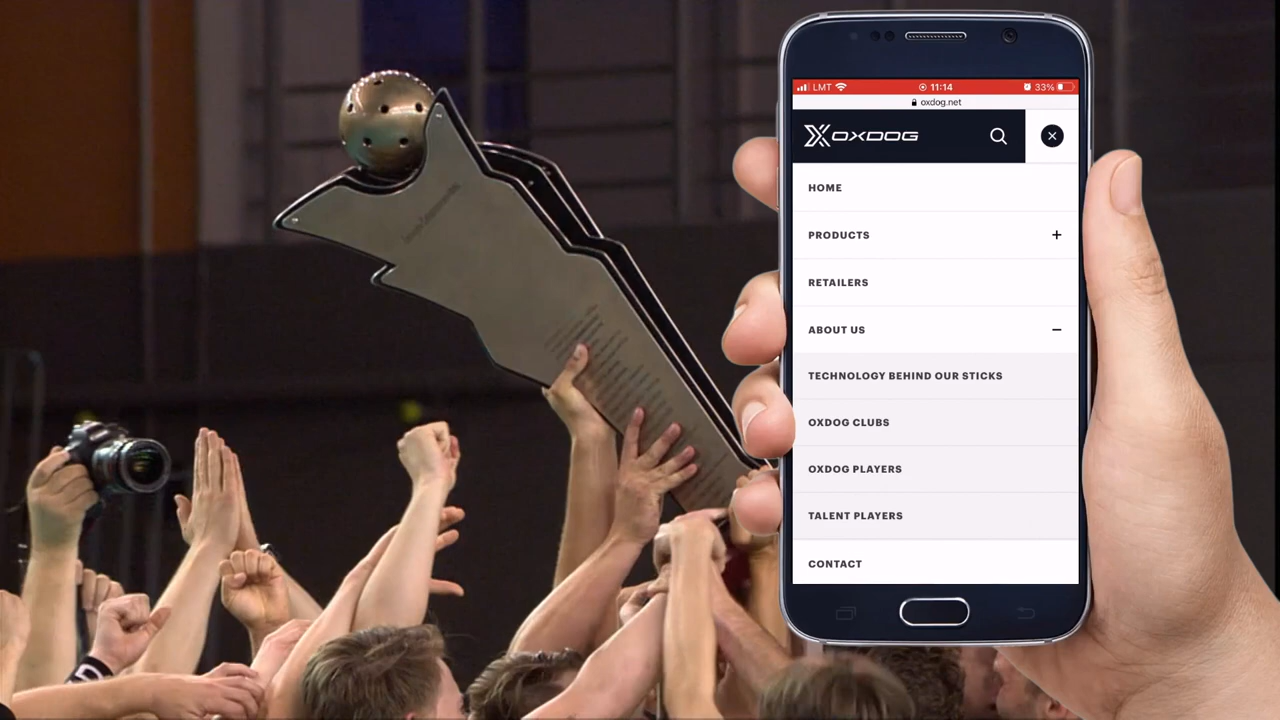 LMT 11:14 33%
oxdog.net
OXDOG
HOME
PRODUCTS +
RETAILERS
ABOUT US −
TECHNOLOGY BEHIND OUR STICKS
OXDOG CLUBS
OXDOG PLAYERS
TALENT PLAYERS
CONTACT